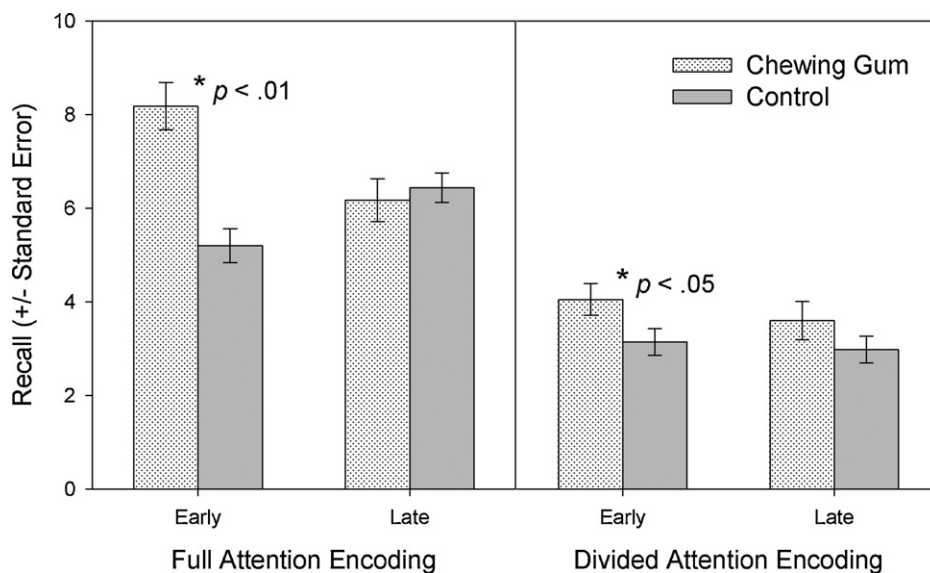 Recall (+/- Standard Error)
10
8
6
4
2
0
* p < .01
* p < .05
Chewing Gum
Control
Early
Late
Early
Late
Full Attention Encoding
Divided Attention Encoding